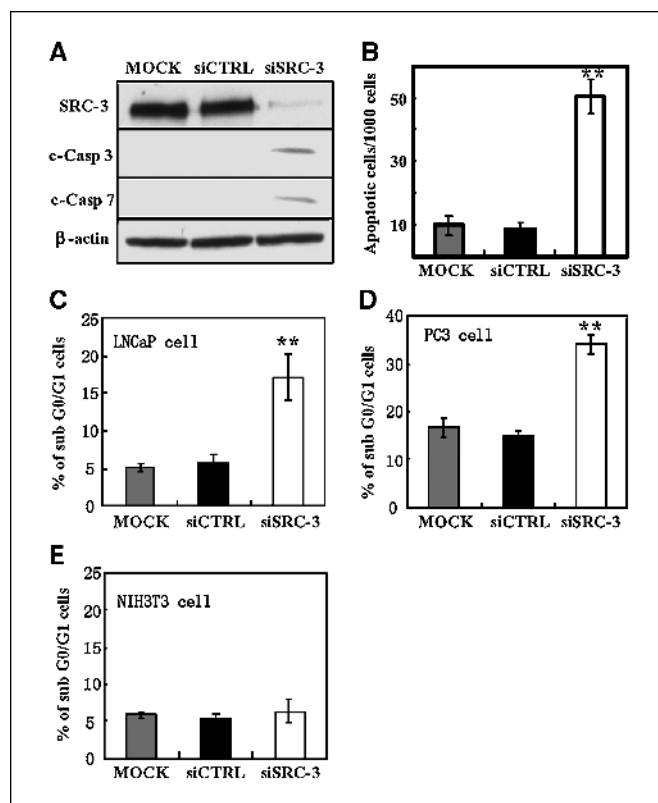 A
MOCK siCTRL siSRC-3
SRC-3
c-Casp 3
c-Casp 7
β-actin
B
Apoptotic cells/1000 cells
50
30
10
**
MOCK siCTRL siSRC-3
C
% of sub G0/G1 cells
25
20
15
10
5
0
LNCaP cell
**
MOCK siCTRL siSRC-3
D
% of sub G0/G1 cells
40
30
20
10
0
PC3 cell
**
MOCK siCTRL siSRC-3
E
% of sub G0/G1 cells
25
20
15
10
5
0
NIH3T3 cell
MOCK siCTRL siSRC-3